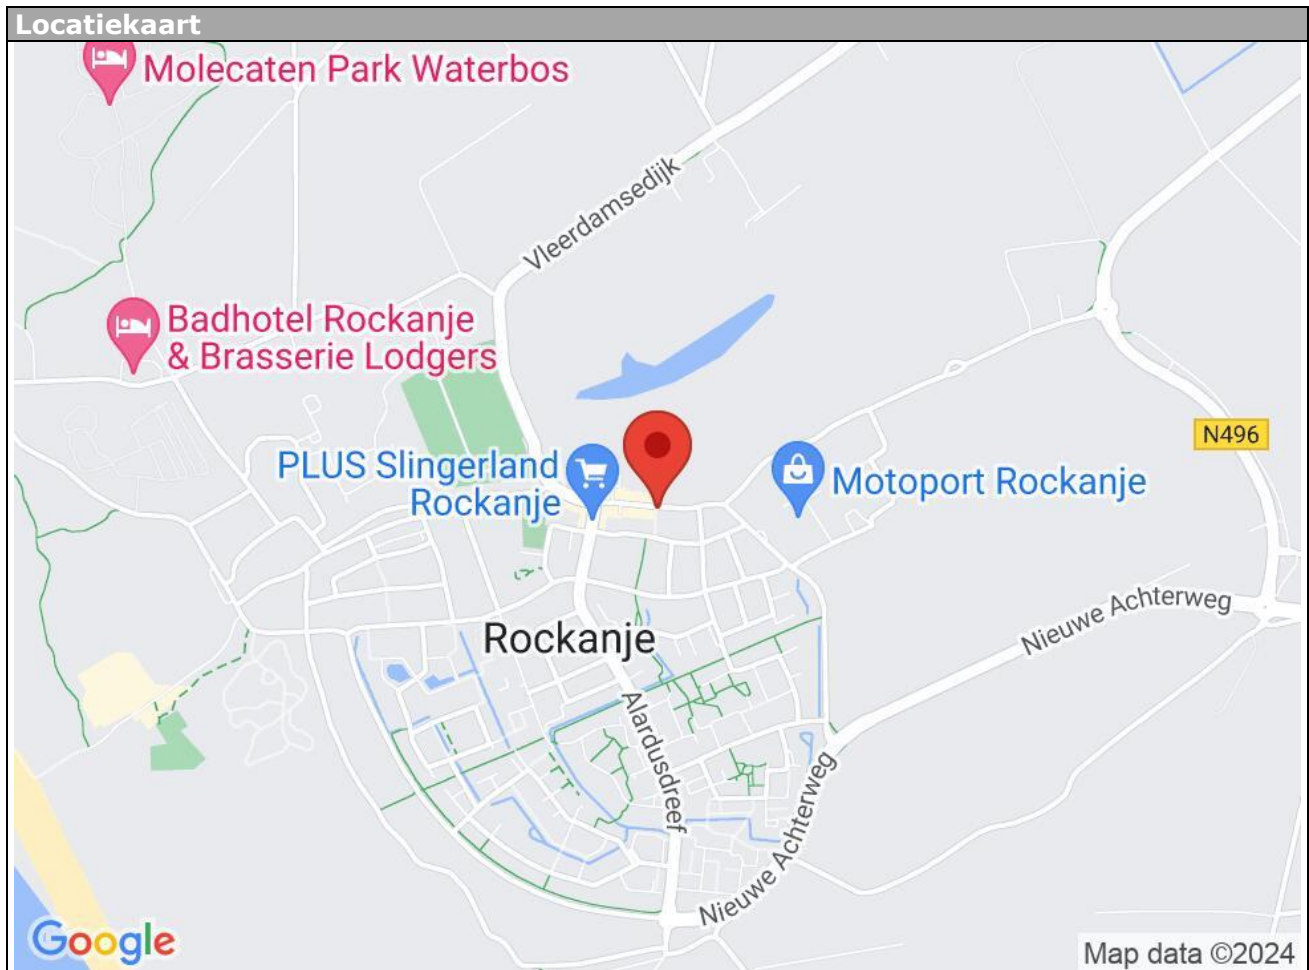 Locatiekaart
Molecaten Park Waterbos
Vleerdamsedijk
Badhotel Rockanje
& Brasserie Lodgers
N496
PLUS Slingerland
Rockanje
Motoport Rockanje
Nieuwe Achterweg
Rockanje
Alardusdreef
Nieuwe Achterweg
Google
Map data ©2024